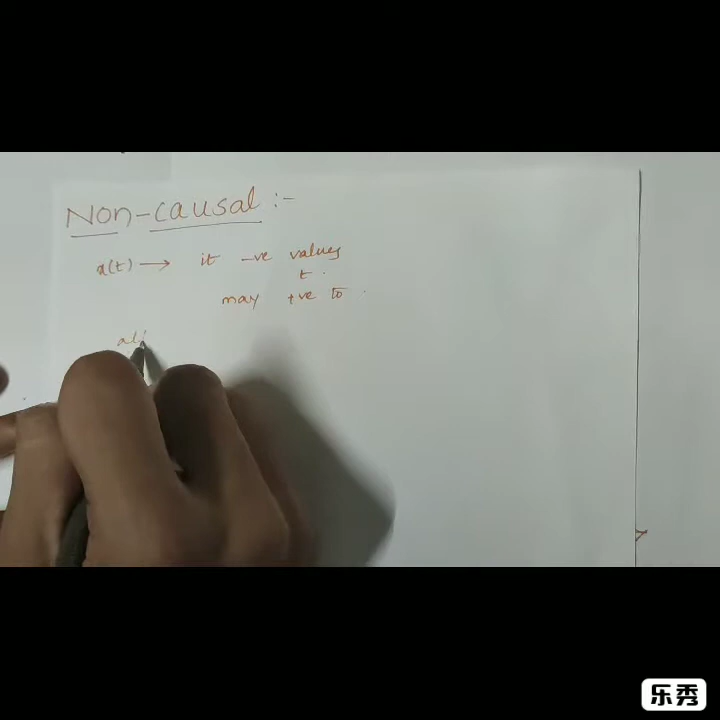 Non-causal :-
x(t) → it -ve values
t.
may +ve to.
乐秀